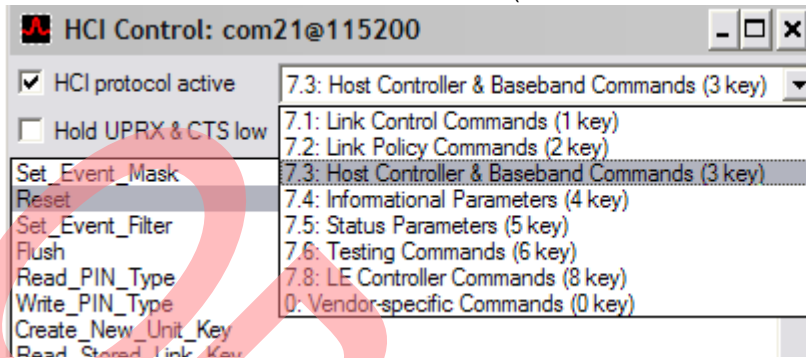 HCI Control: com21@115200
HCI protocol active
7.3: Host Controller & Baseband Commands (3 key)
Hold UPRX & CTS low
7.1: Link Control Commands (1 key)
7.2: Link Policy Commands (2 key)
7.3: Host Controller & Baseband Commands (3 key)
7.4: Informational Parameters (4 key)
7.5: Status Parameters (5 key)
7.6: Testing Commands (6 key)
7.8: LE Controller Commands (8 key)
0: Vendor-specific Commands (0 key)
Set_Event_Mask
Reset
Set_Event_Filter
Flush
Read_PIN_Type
Write_PIN_Type
Create_New_Unit_Key
Read_Stored_Link_Key